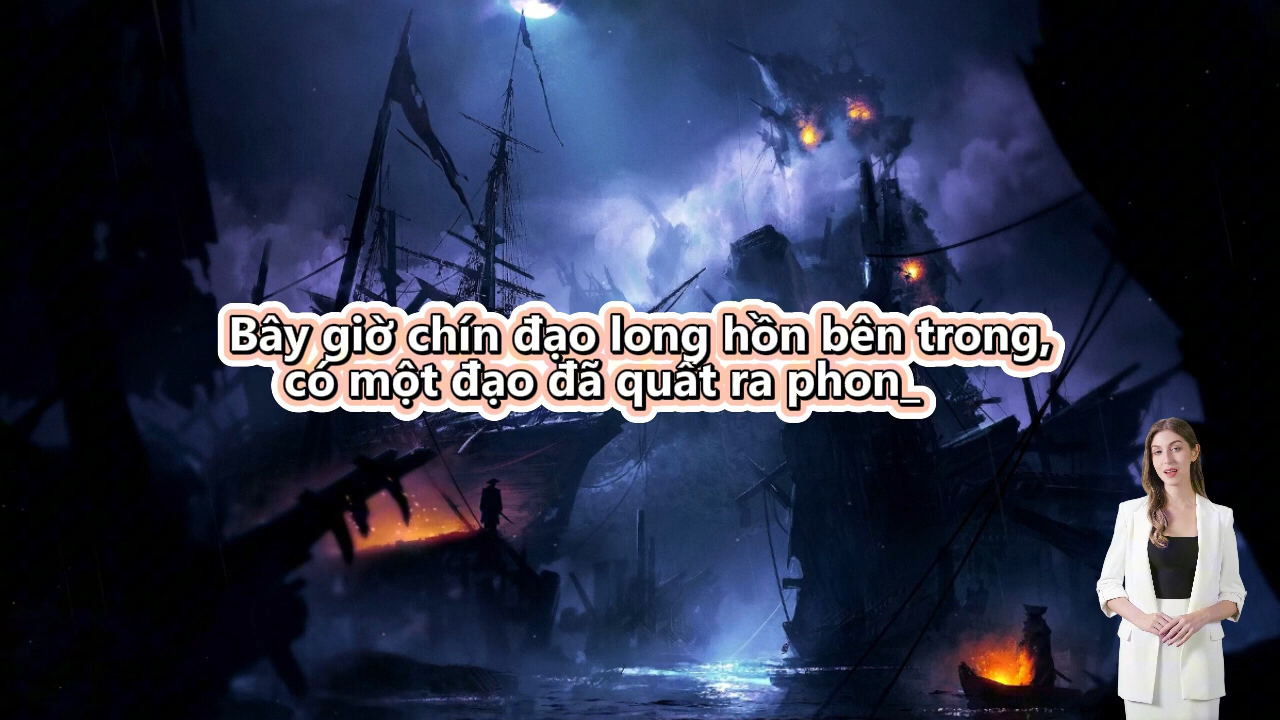 Bây giờ chín đạo long hồn bên trong,
có một đạo đã quất ra phon_